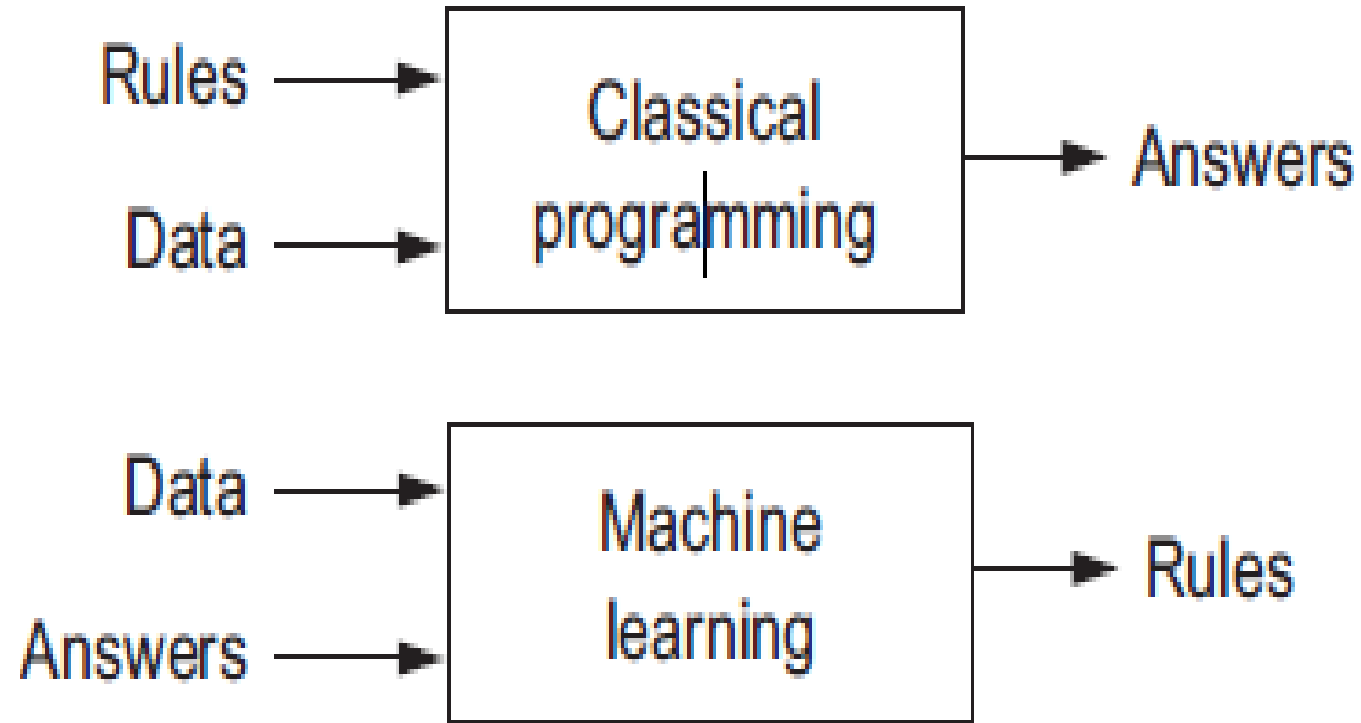 Rules
Data
Classical
programming
Answers
Data
Answers
Machine
learning
Rules